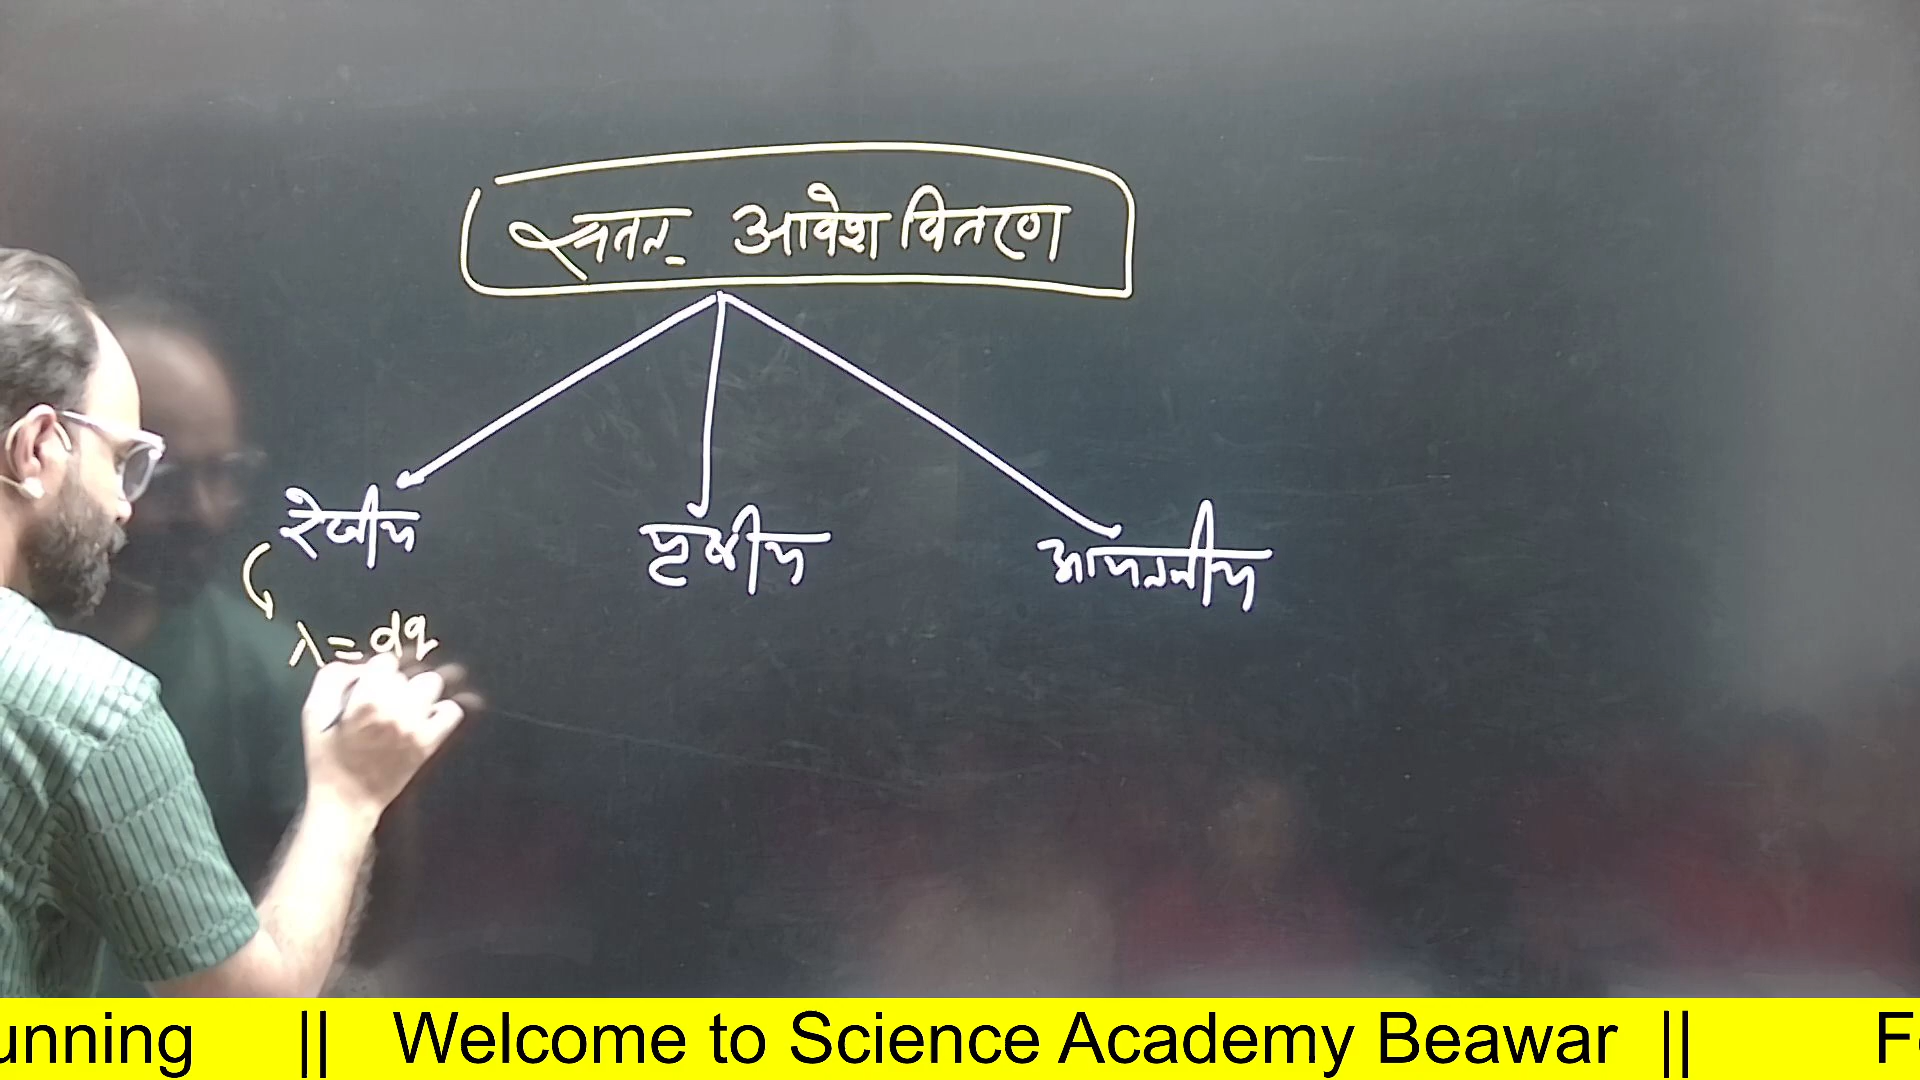 सतत् आवेश वितरण
रेखीय
पृष्ठीय
आयतनीय
λ = dq
unning || Welcome to Science Academy Beawar || F